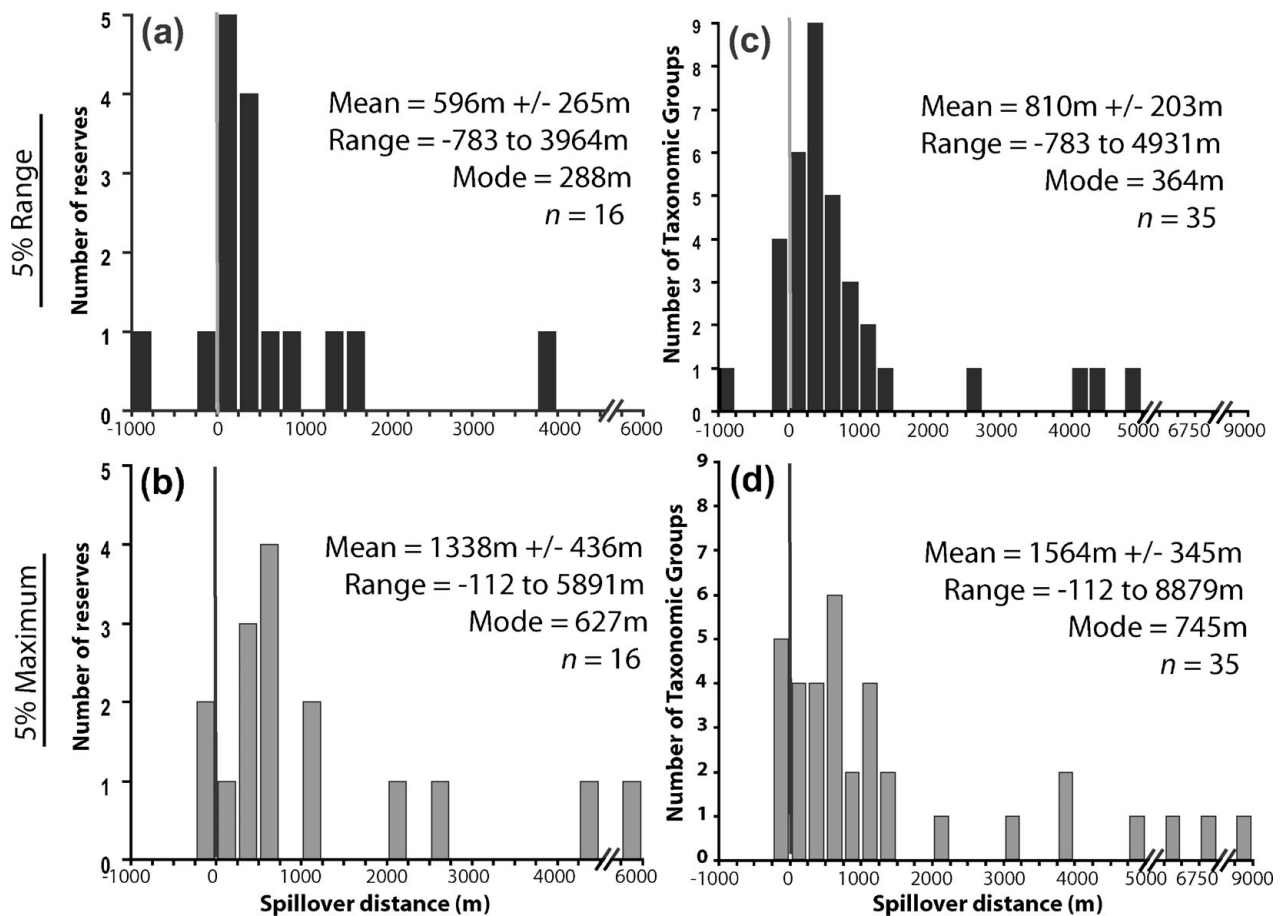 5% Range
(a)
Number of reserves
5
4
3
2
1
0
Mean = 596m +/- 265m
Range = -783 to 3964m
Mode = 288m
n = 16
-1000 0 1000 2000 3000 4000 6000
(c)
Number of Taxonomic Groups
9
8
7
6
5
4
3
2
1
0
Mean = 810m +/- 203m
Range = -783 to 4931m
Mode = 364m
n = 35
-1000 0 1000 2000 3000 4000 5000 6750 9000
5% Maximum
(b)
Number of reserves
5
4
3
2
1
0
Mean = 1338m +/- 436m
Range = -112 to 5891m
Mode = 627m
n = 16
-1000 0 1000 2000 3000 4000 6000
Spillover distance (m)
(d)
Number of Taxonomic Groups
9
8
7
6
5
4
3
2
1
0
Mean = 1564m +/- 345m
Range = -112 to 8879m
Mode = 745m
n = 35
-1000 0 1000 2000 3000 4000 5000 6750 9000
Spillover distance (m)